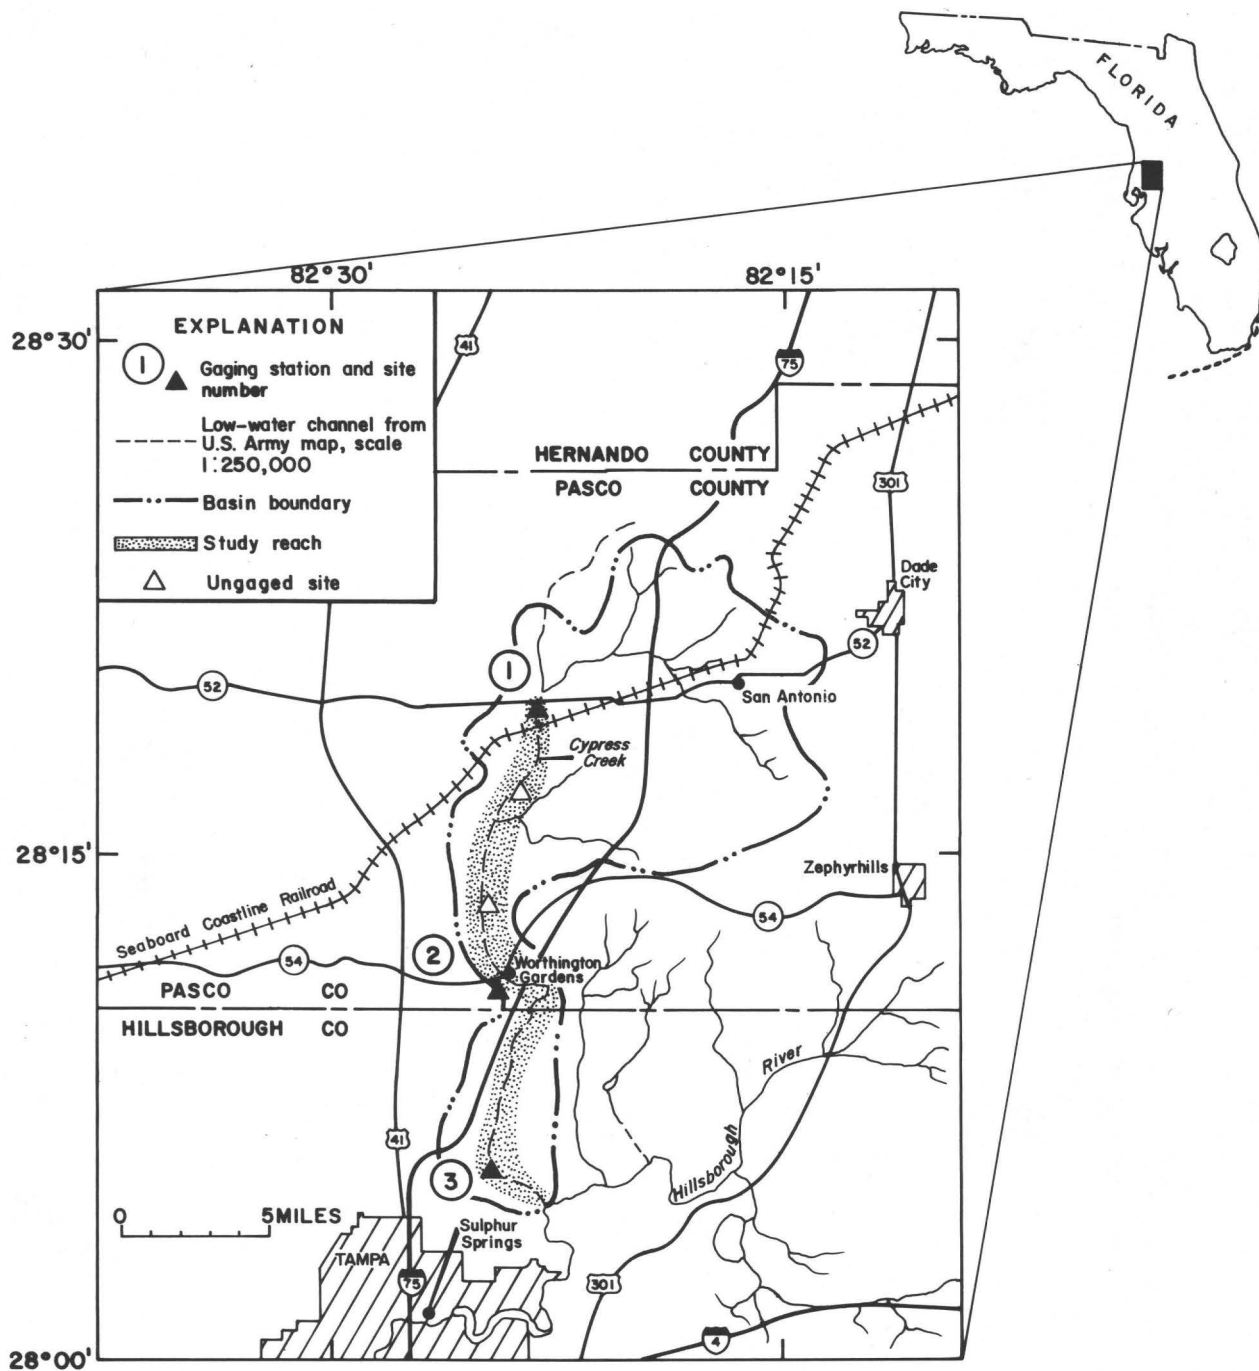 FLORIDA
82°30'
82°15'
28°30'
EXPLANATION
1
Gaging station and site
number
Low-water channel from
U.S. Army map, scale
1:250,000
Basin boundary
Study reach
Ungaged site
41
75
HERNANDO COUNTY
PASCO COUNTY
301
Dade
City
52
1
52
San Antonio
Cypress
Creek
28°15'
Zephyrhills
Seaboard Coastline Railroad
54
54
2
Worthington
Gardens
PASCO CO
HILLSBOROUGH CO
River
Hillsborough
41
3
0 5 MILES
Sulphur
Springs
TAMPA
75
301
4
28°00'